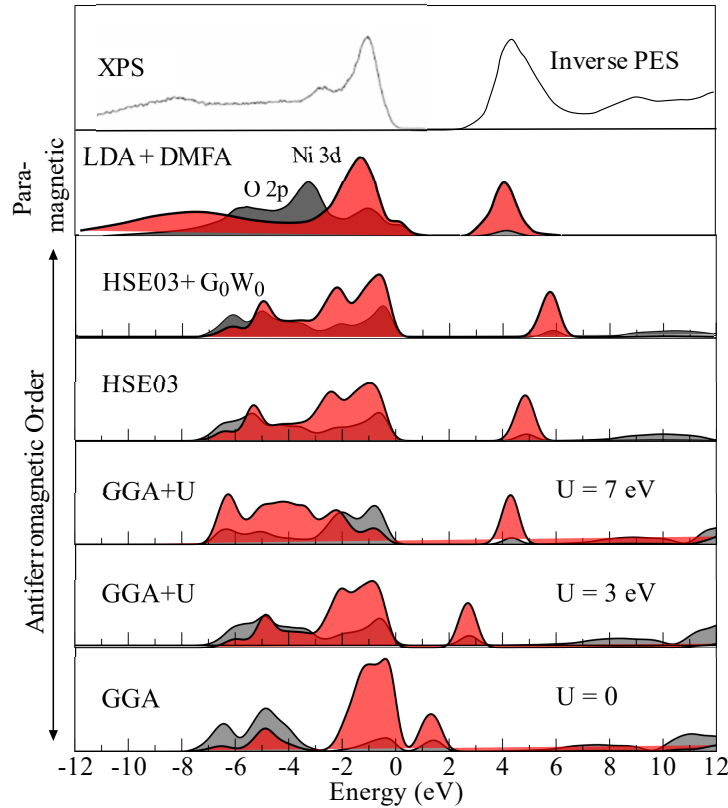 XPS
Inverse PES
Para-
magnetic
LDA + DMFA
Ni 3d
O 2p
Antiferromagnetic Order
HSE03+ G₀W₀
HSE03
GGA+U
U = 7 eV
GGA+U
U = 3 eV
GGA
U = 0
-12 -10 -8 -6 -4 -2 0 2 4 6 8 10 12
Energy (eV)